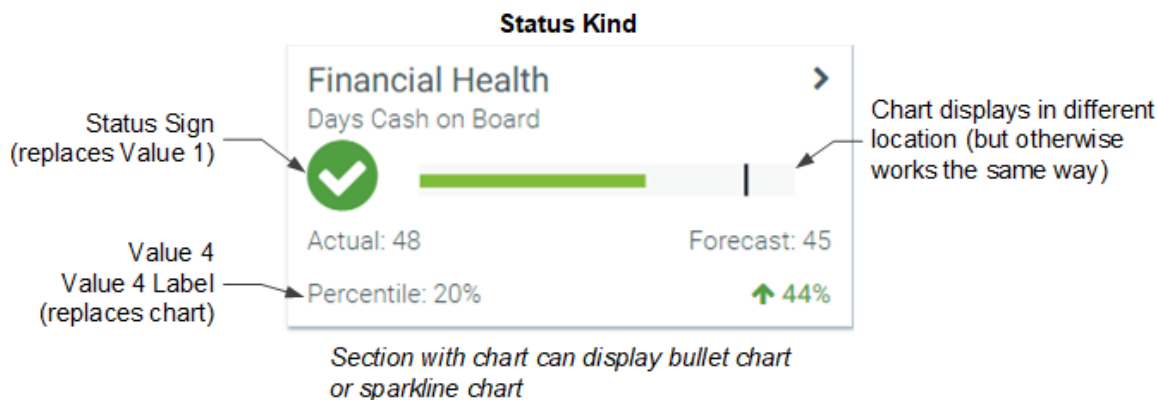 Status Kind
Financial Health
Days Cash on Board
Status Sign
(replaces Value 1)
Chart displays in different
location (but otherwise
works the same way)
Actual: 48
Forecast: 45
Value 4
Value 4 Label
(replaces chart)
Percentile: 20%
44%
Section with chart can display bullet chart
or sparkline chart